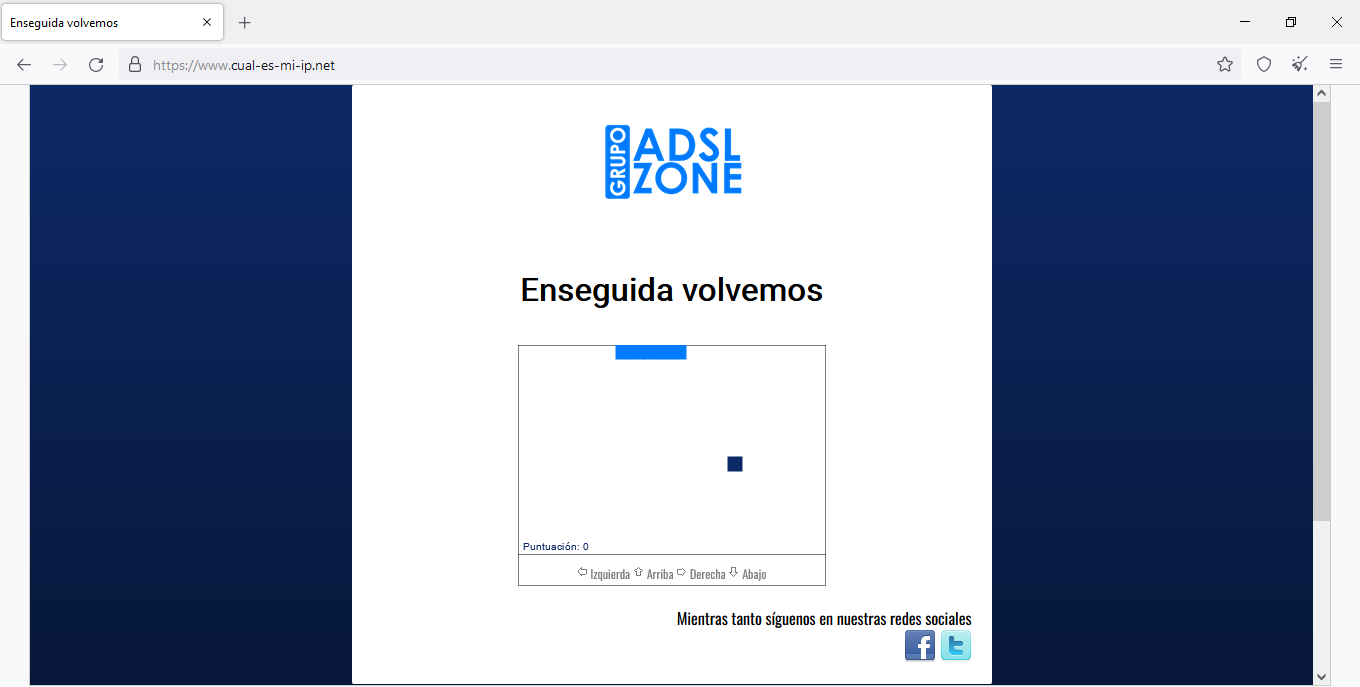 Enseguida volvemos
https://www.cual-es-mi-ip.net
GRUPO
ADSL
ZONE
Enseguida volvemos
Puntuación: 0
Izquierda Arriba Derecha Abajo
Mientras tanto síguenos en nuestras redes sociales
f t